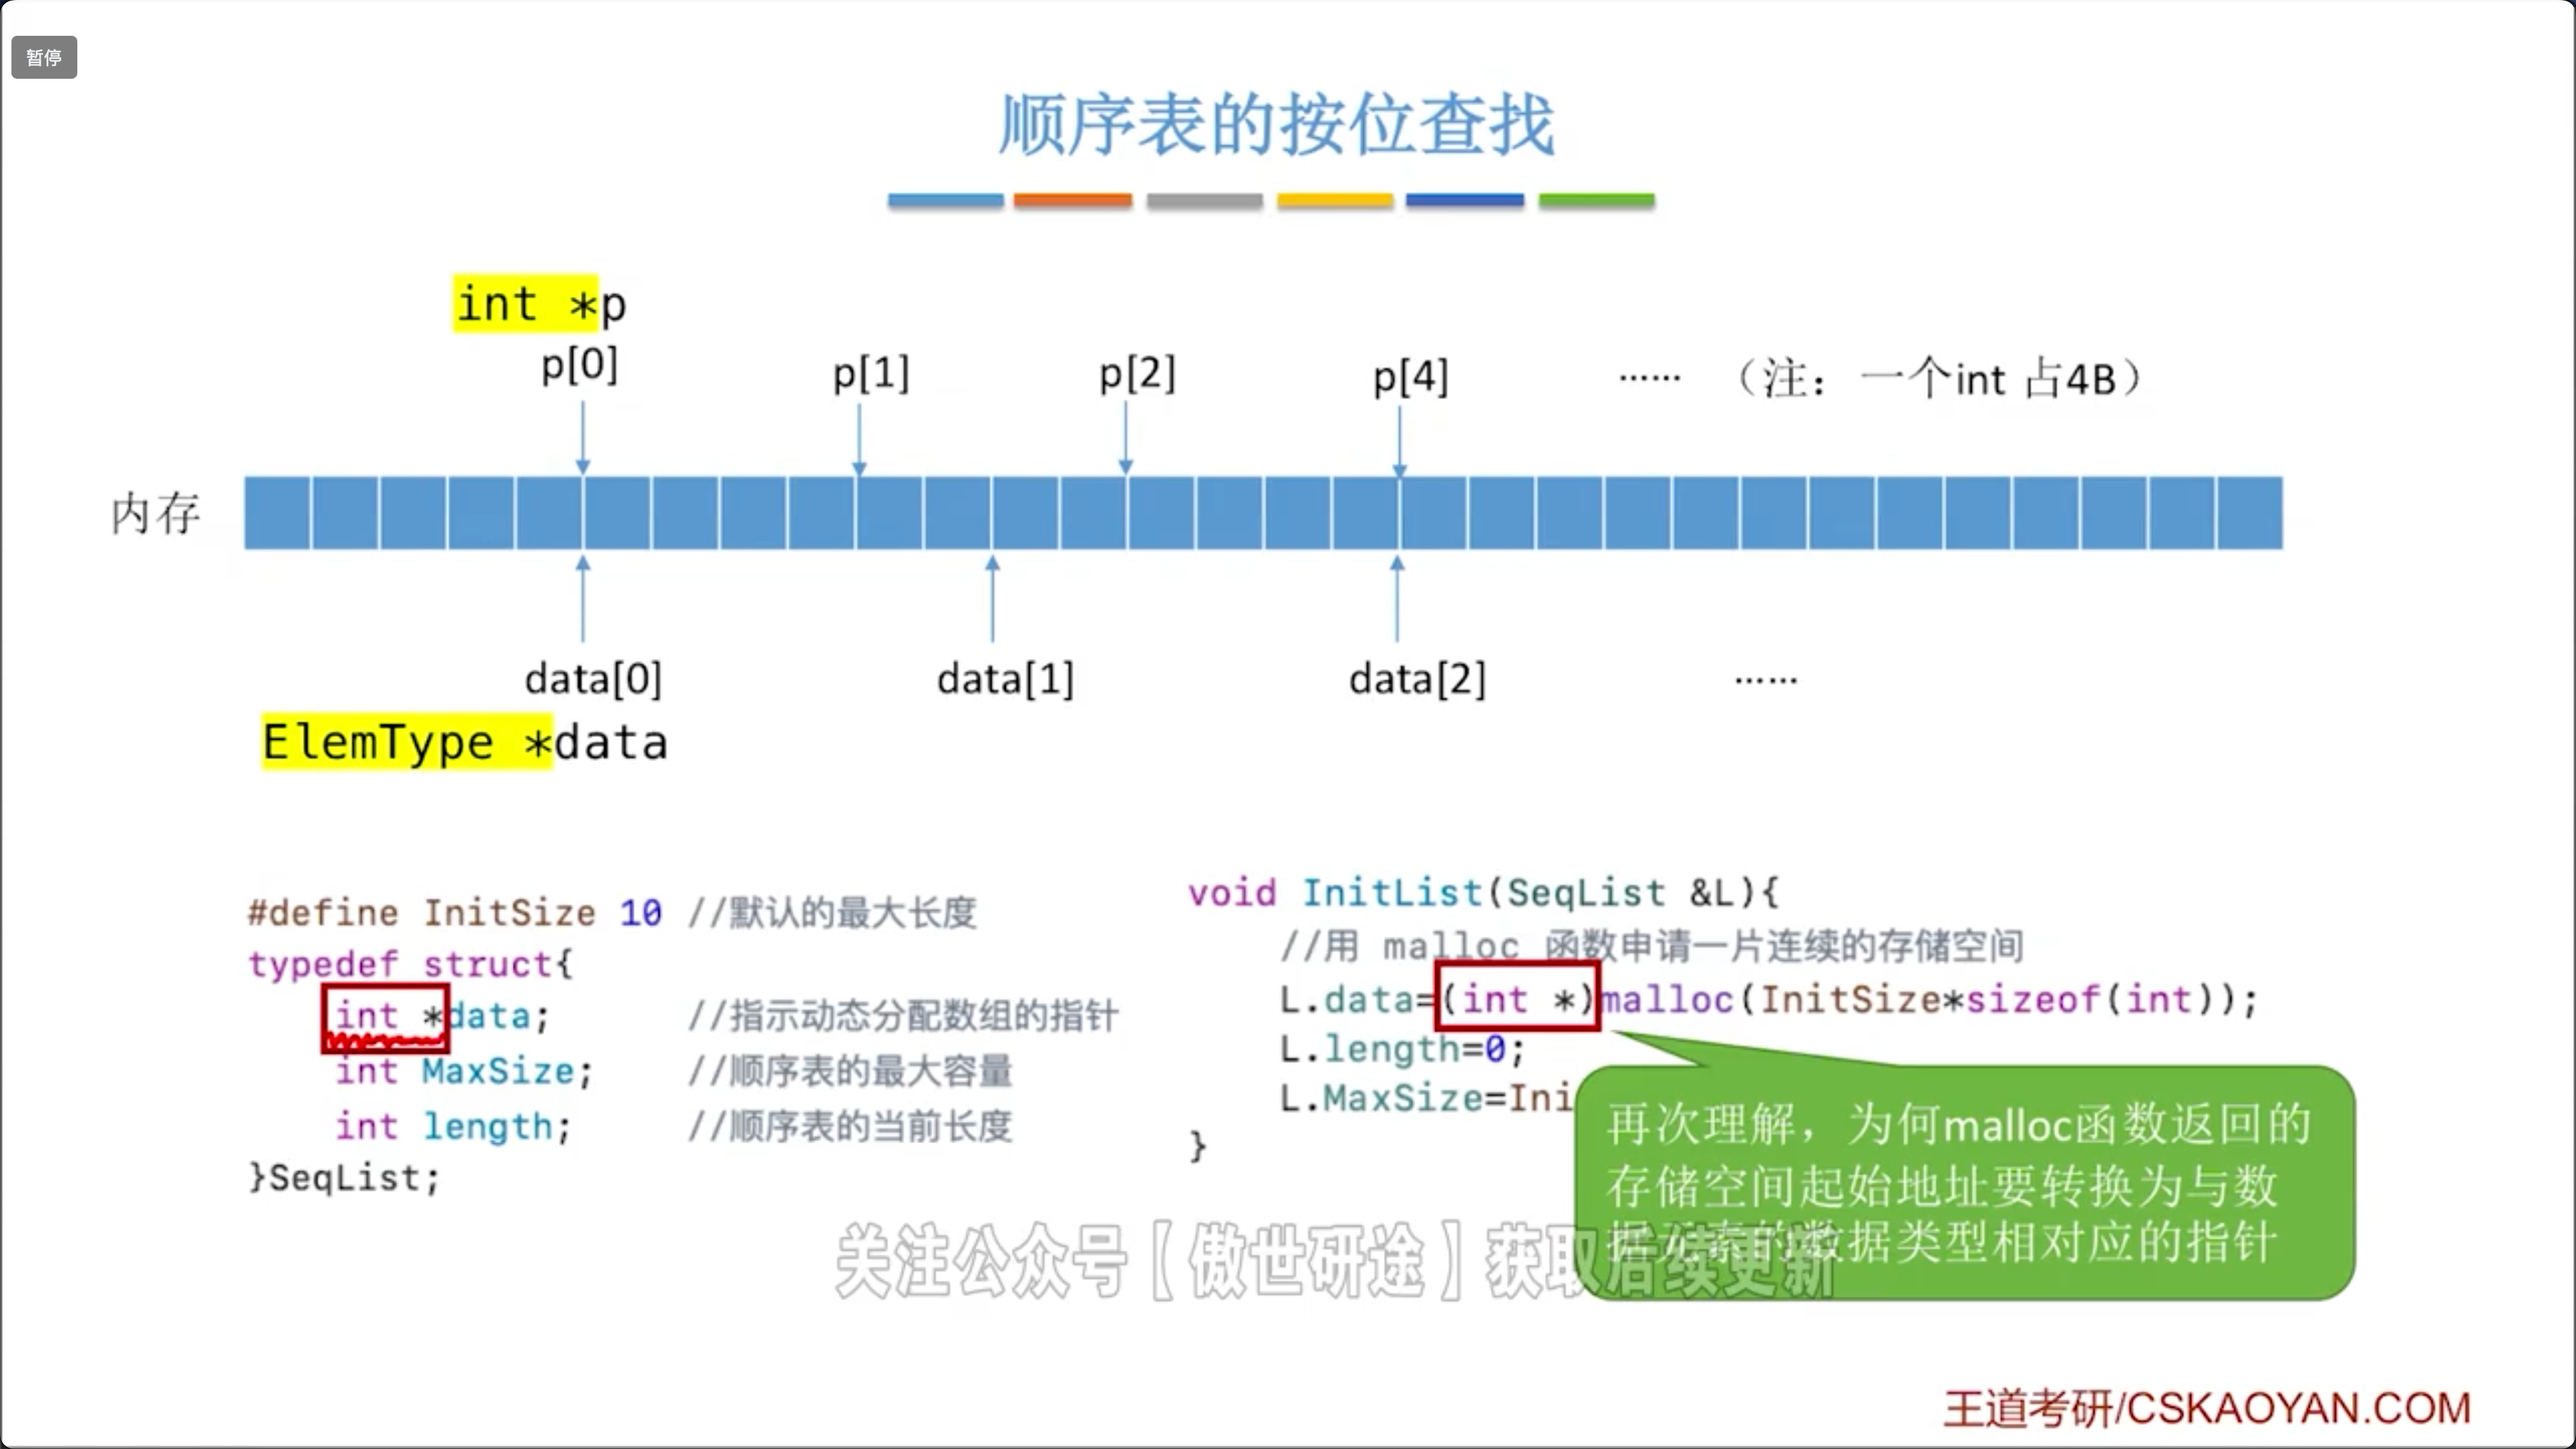 暂停
顺序表的按位查找
int *p
p[0] p[1] p[2] p[4] …… （注：一个int 占4B）
内存
data[0] data[1] data[2] ……
ElemType *data
#define InitSize 10 //默认的最大长度
typedef struct{
int *data; //指示动态分配数组的指针
int MaxSize; //顺序表的最大容量
int length; //顺序表的当前长度
}SeqList;
void InitList(SeqList &L){
//用 malloc 函数申请一片连续的存储空间
L.data=(int *)malloc(InitSize*sizeof(int));
L.length=0;
L.MaxSize=Ini
}
再次理解，为何malloc函数返回的
存储空间起始地址要转换为与数
据元素的数据类型相对应的指针
关注公众号【傲世研途】获取后续更新
王道考研/CSKAOYAN.COM